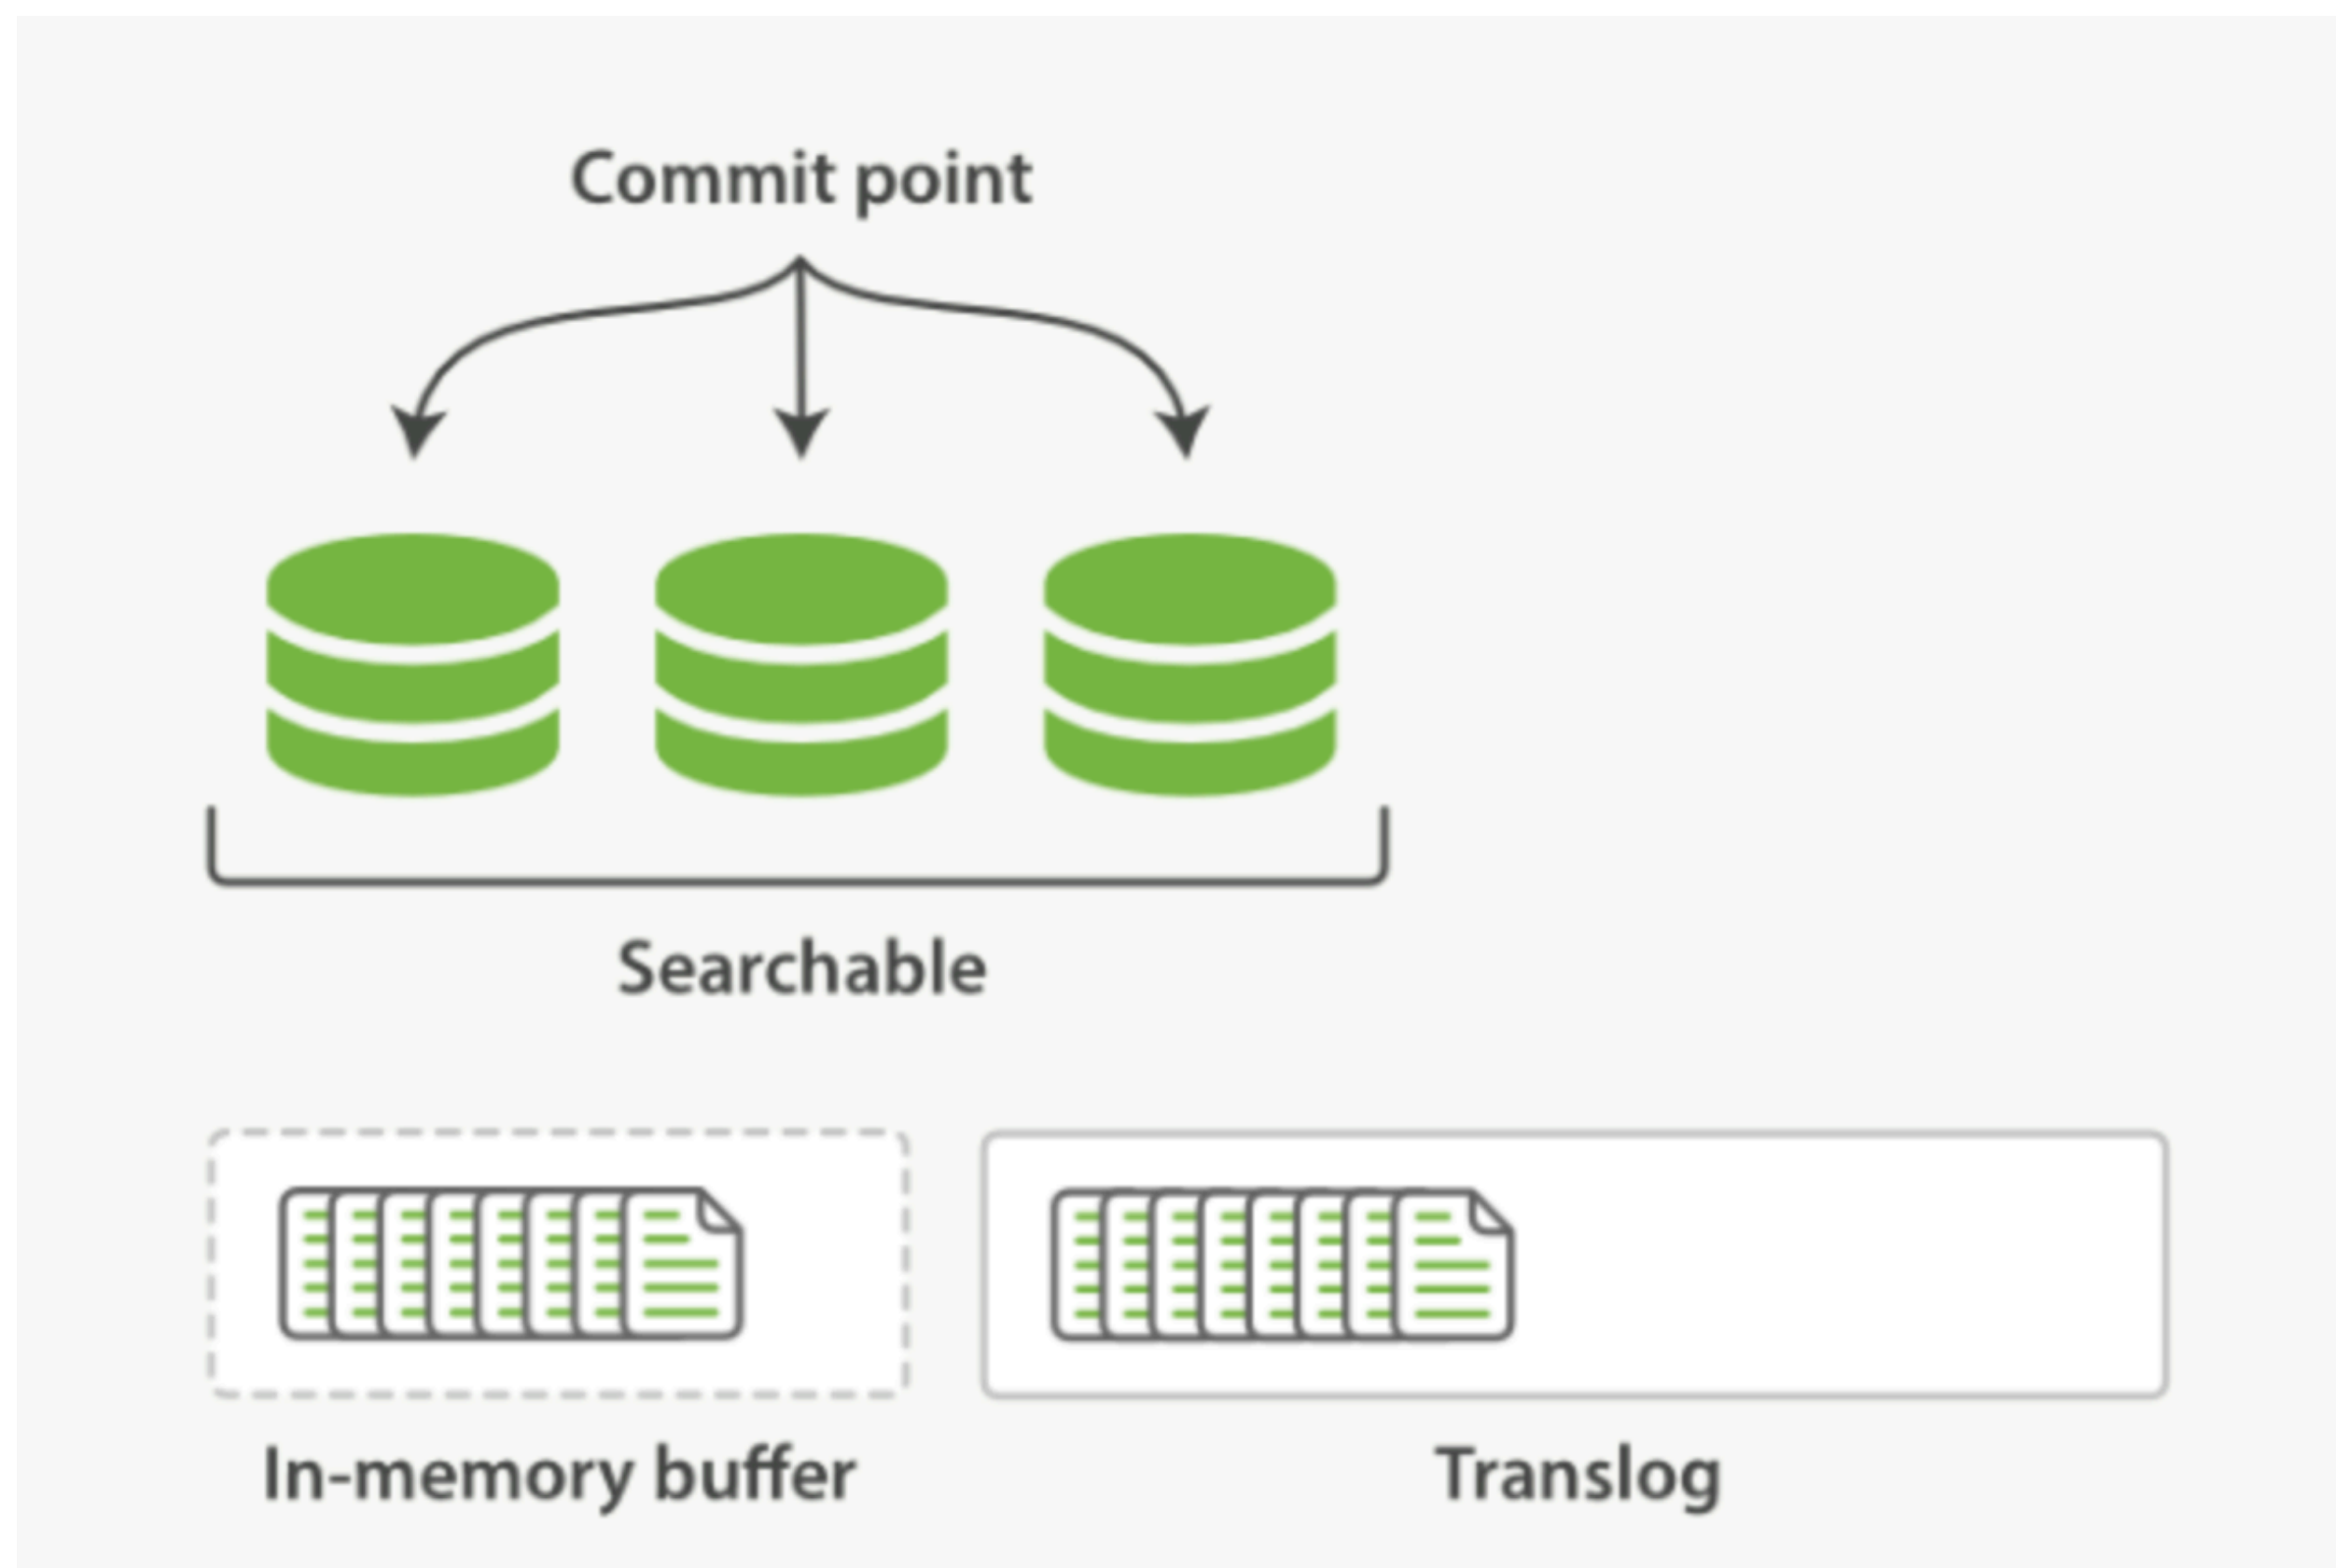 Commit point
Searchable
In-memory buffer
Translog